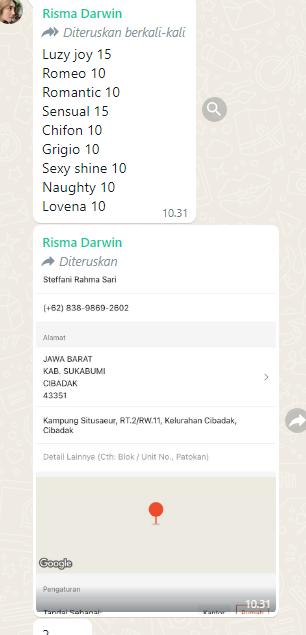 Risma Darwin
Diteruskan berkali-kali
Luzy joy 15
Romeo 10
Romantic 10
Sensual 15
Chifon 10
Grigio 10
Sexy shine 10
Naughty 10
Lovena 10
10.31
Risma Darwin
Diteruskan
Steffani Rahma Sari
(+62) 838-9869-2602
Alamat
JAWA BARAT
KAB. SUKABUMI
CIBADAK
43351
Kampung Situsaeur, RT.2/RW.11, Kelurahan Cibadak,
Cibadak
Detail Lainnya (Cth: Blok / Unit No., Patokan)
Google
Pengaturan
10.31
Tandai Sebagai: Kantor Rumah